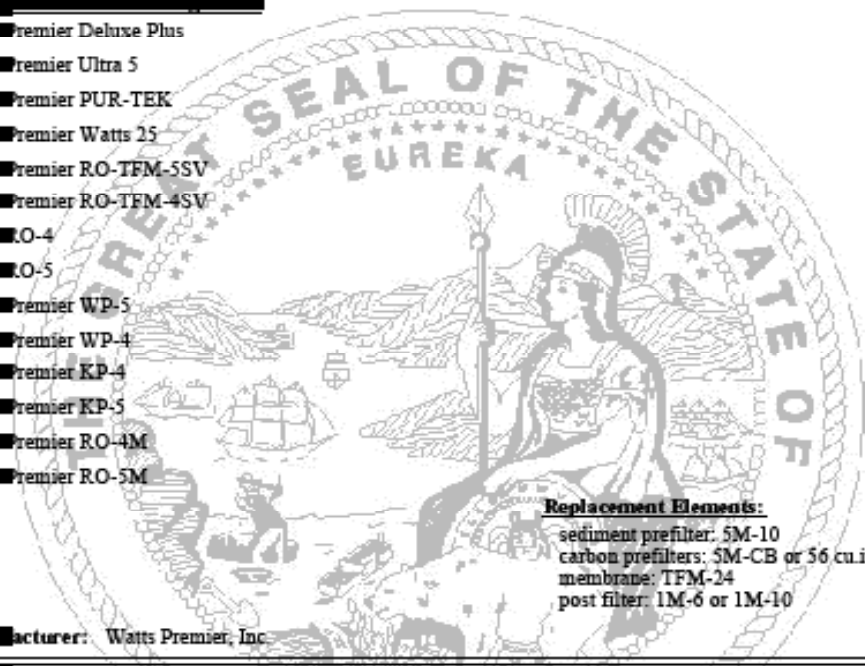 Premier Deluxe Plus
Premier Ultra 5
Premier PUR-TEK
Premier Watts 25
Premier RO-TFM-5SV
Premier RO-TFM-4SV
RO-4
RO-5
Premier WP-5
Premier WP-4
Premier KP-4
Premier KP-5
Premier RO-4M
Premier RO-5M
THE GREAT SEAL OF THE STATE OF
EUREKA
Replacement Elements:
sediment prefilter: 5M-10
carbon prefilters: 5M-CB or 56 cu.i
membrane: TFM-24
post filter: 1M-6 or 1M-10
acturer: Watts Premier, Inc